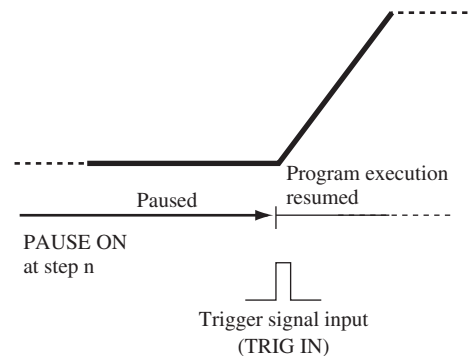 Program execution
resumed
Paused
PAUSE ON
at step n
Trigger signal input
(TRIG IN)